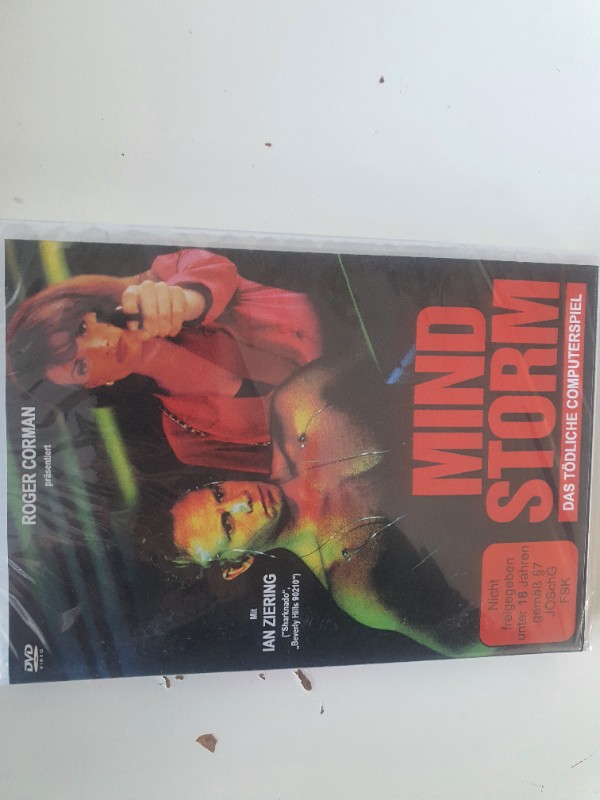 ROGER CORMAN
präsentiert
Mit
IAN ZIERING
("Sharknado",
„Beverly Hills 90210")
MIND
STORM
DAS TÖDLICHE COMPUTERSPIEL
Nicht
freigegeben
unter 18 Jahren
gemäß §7
JÖSchG
FSK
DVD
VIDEO